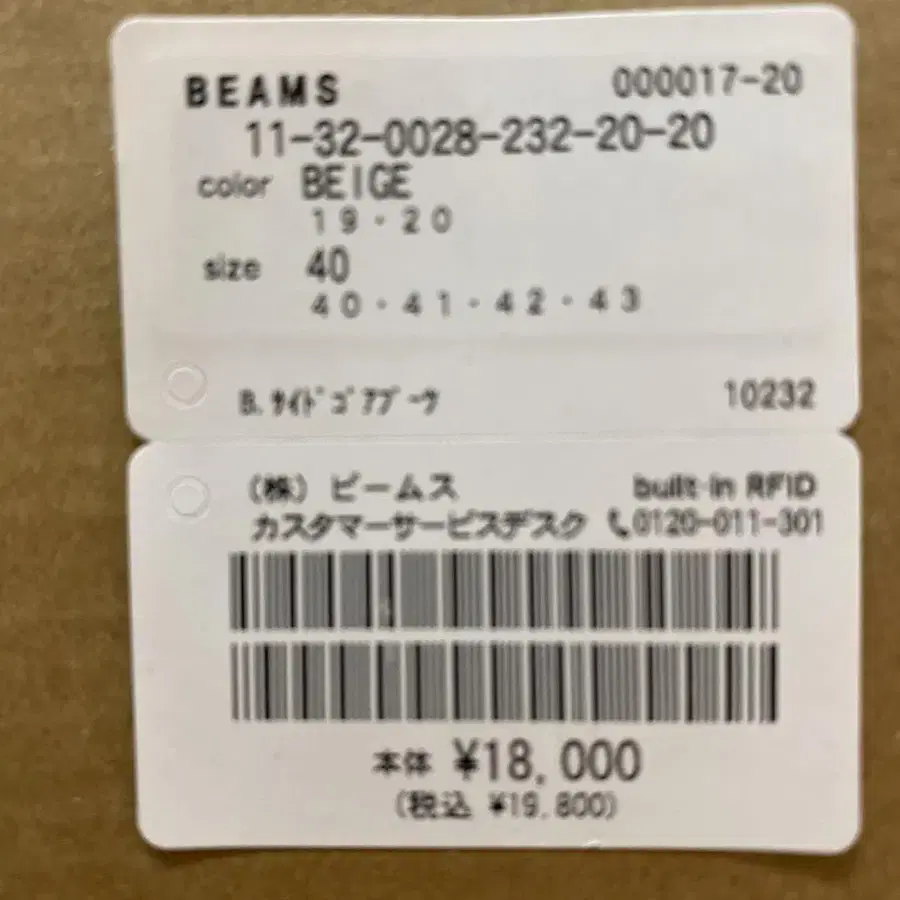 BEAMS 000017-20
11-32-0028-232-20-20
color BEIGE
19・20
size 40
40・41・42・43
B. ｻｲﾄﾞｺﾞｱﾌﾞｰﾂ 10232
(株) ビームス built-in RFID
カスタマーサービスデスク 0120-011-301
本体 ¥18,000
(税込 ¥19,800)